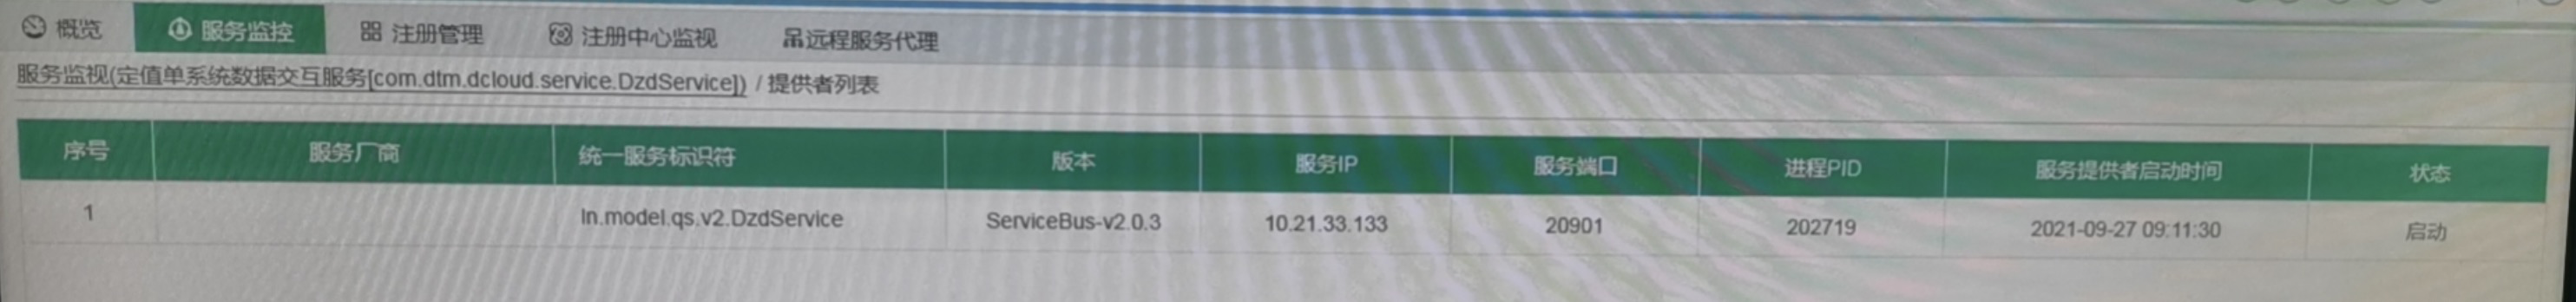 概览 服务监控 注册管理 注册中心监视 远程服务代理
服务监视(定值单系统数据交互服务[com.dtm.dcloud.service.DzdService]) / 提供者列表
序号 服务厂商 统一服务标识符 版本 服务IP 服务端口 进程PID 服务提供者启动时间 状态
1 ln.model.qs.v2.DzdService ServiceBus-v2.0.3 10.21.33.133 20901 202719 2021-09-27 09:11:30 启动